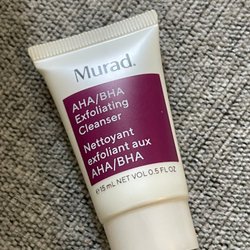 Murad.
AHA/BHA
Exfoliating
Cleanser
Nettoyant
exfoliant aux
AHA/BHA
e 15 mL NET VOL 0.5 FL.OZ